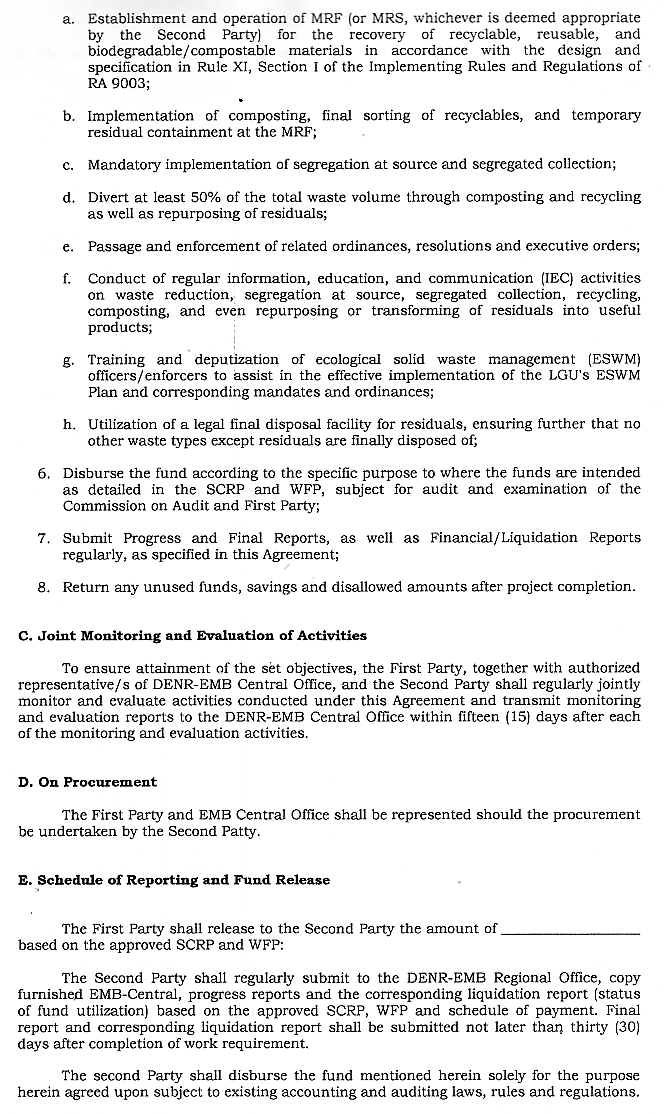 a. Establishment and operation of MRF (or MRS, whichever is deemed appropriate
by the Second Party) for the recovery of recyclable, reusable, and
biodegradable/compostable materials in accordance with the design and
specification in Rule XI, Section I of the Implementing Rules and Regulations of
RA 9003;
b. Implementation of composting, final sorting of recyclables, and temporary
residual containment at the MRF;
c. Mandatory implementation of segregation at source and segregated collection;
d. Divert at least 50% of the total waste volume through composting and recycling
as well as repurposing of residuals;
e. Passage and enforcement of related ordinances, resolutions and executive orders;
f. Conduct of regular information, education, and communication (IEC) activities
on waste reduction, segregation at source, segregated collection, recycling,
composting, and even repurposing or transforming of residuals into useful
products;
g. Training and deputization of ecological solid waste management (ESWM)
officers/enforcers to assist in the effective implementation of the LGU's ESWM
Plan and corresponding mandates and ordinances;
h. Utilization of a legal final disposal facility for residuals, ensuring further that no
other waste types except residuals are finally disposed of;
6. Disburse the fund according to the specific purpose to where the funds are intended
as detailed in the SCRP and WFP, subject for audit and examination of the
Commission on Audit and First Party;
7. Submit Progress and Final Reports, as well as Financial/Liquidation Reports
regularly, as specified in this Agreement;
8. Return any unused funds, savings and disallowed amounts after project completion.
C. Joint Monitoring and Evaluation of Activities
To ensure attainment of the set objectives, the First Party, together with authorized
representative/s of DENR-EMB Central Office, and the Second Party shall regularly jointly
monitor and evaluate activities conducted under this Agreement and transmit monitoring
and evaluation reports to the DENR-EMB Central Office within fifteen (15) days after each
of the monitoring and evaluation activities.
D. On Procurement
The First Party and EMB Central Office shall be represented should the procurement
be undertaken by the Second Patty.
E. Schedule of Reporting and Fund Release
The First Party shall release to the Second Party the amount of _______________
based on the approved SCRP and WFP:
The Second Party shall regularly submit to the DENR-EMB Regional Office, copy
furnished EMB-Central, progress reports and the corresponding liquidation report (status
of fund utilization) based on the approved SCRP, WFP and schedule of payment. Final
report and corresponding liquidation report shall be submitted not later than thirty (30)
days after completion of work requirement.
The second Party shall disburse the fund mentioned herein solely for the purpose
herein agreed upon subject to existing accounting and auditing laws, rules and regulations.